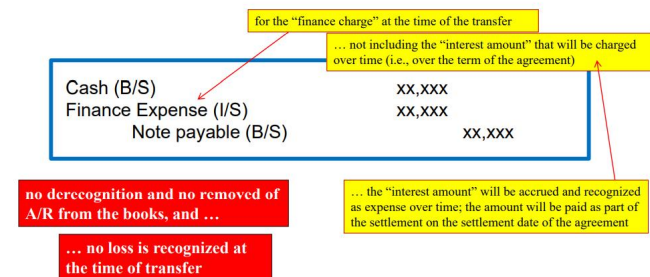 for the “finance charge” at the time of the transfer
… not including the “interest amount” that will be charged
over time (i.e., over the term of the agreement)
Cash (B/S) xx,xxx
Finance Expense (I/S) xx,xxx
Note payable (B/S) xx,xxx
no derecognition and no removed of
A/R from the books, and …
… the “interest amount” will be accrued and recognized
as expense over time; the amount will be paid as part of
the settlement on the settlement date of the agreement
… no loss is recognized at
the time of transfer